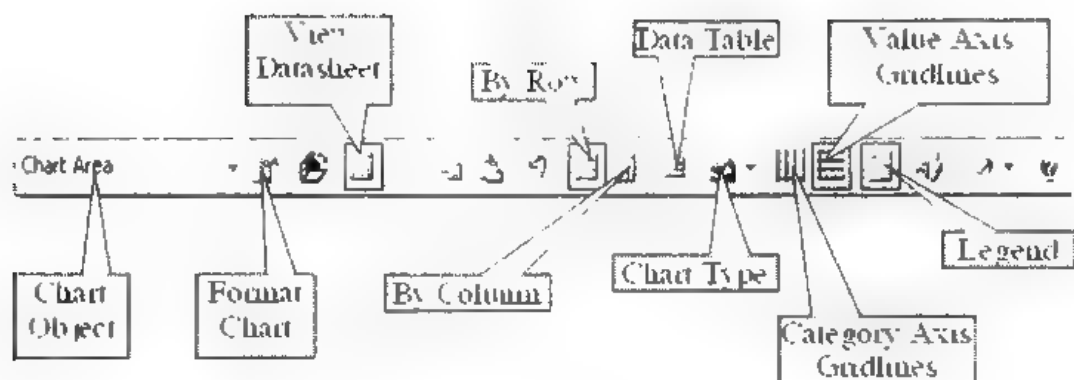 View
Datasheet
By Row
Data Table
Value Axis
Gridlines
Chart Area
Chart
Object
Format
Chart
By Column
Chart Type
Category Axis
Gridlines
Legend